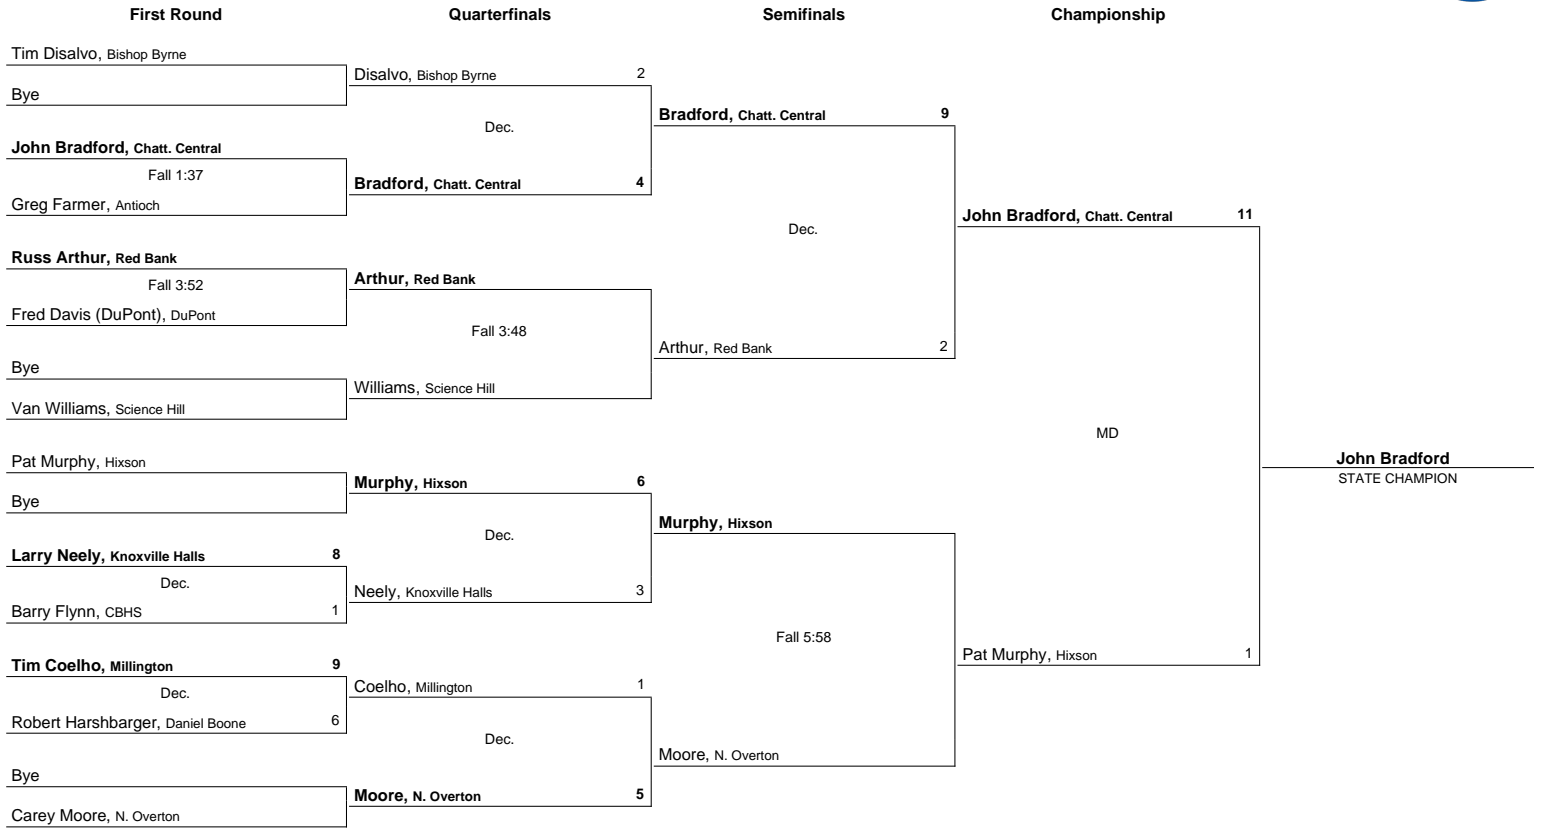 First Round Quarterfinals Semifinals Championship
Tim Disalvo, Bishop Byrne
Disalvo, Bishop Byrne 2
Bye
Bradford, Chatt. Central 9
Dec.
John Bradford, Chatt. Central
Fall 1:37
Bradford, Chatt. Central 4
Greg Farmer, Antioch
John Bradford, Chatt. Central 11
Dec.
Russ Arthur, Red Bank
Arthur, Red Bank
Fall 3:52
Fred Davis (DuPont), DuPont
Fall 3:48
Arthur, Red Bank 2
Bye
Williams, Science Hill
Van Williams, Science Hill
MD
John Bradford
STATE CHAMPION
Pat Murphy, Hixson
Murphy, Hixson 6
Bye
Murphy, Hixson
Dec.
Larry Neely, Knoxville Halls 8
Dec.
Neely, Knoxville Halls 3
Barry Flynn, CBHS 1
Fall 5:58
Pat Murphy, Hixson 1
Tim Coelho, Millington 9
Coelho, Millington 1
Dec.
Robert Harshbarger, Daniel Boone 6
Dec.
Moore, N. Overton
Bye
Moore, N. Overton 5
Carey Moore, N. Overton